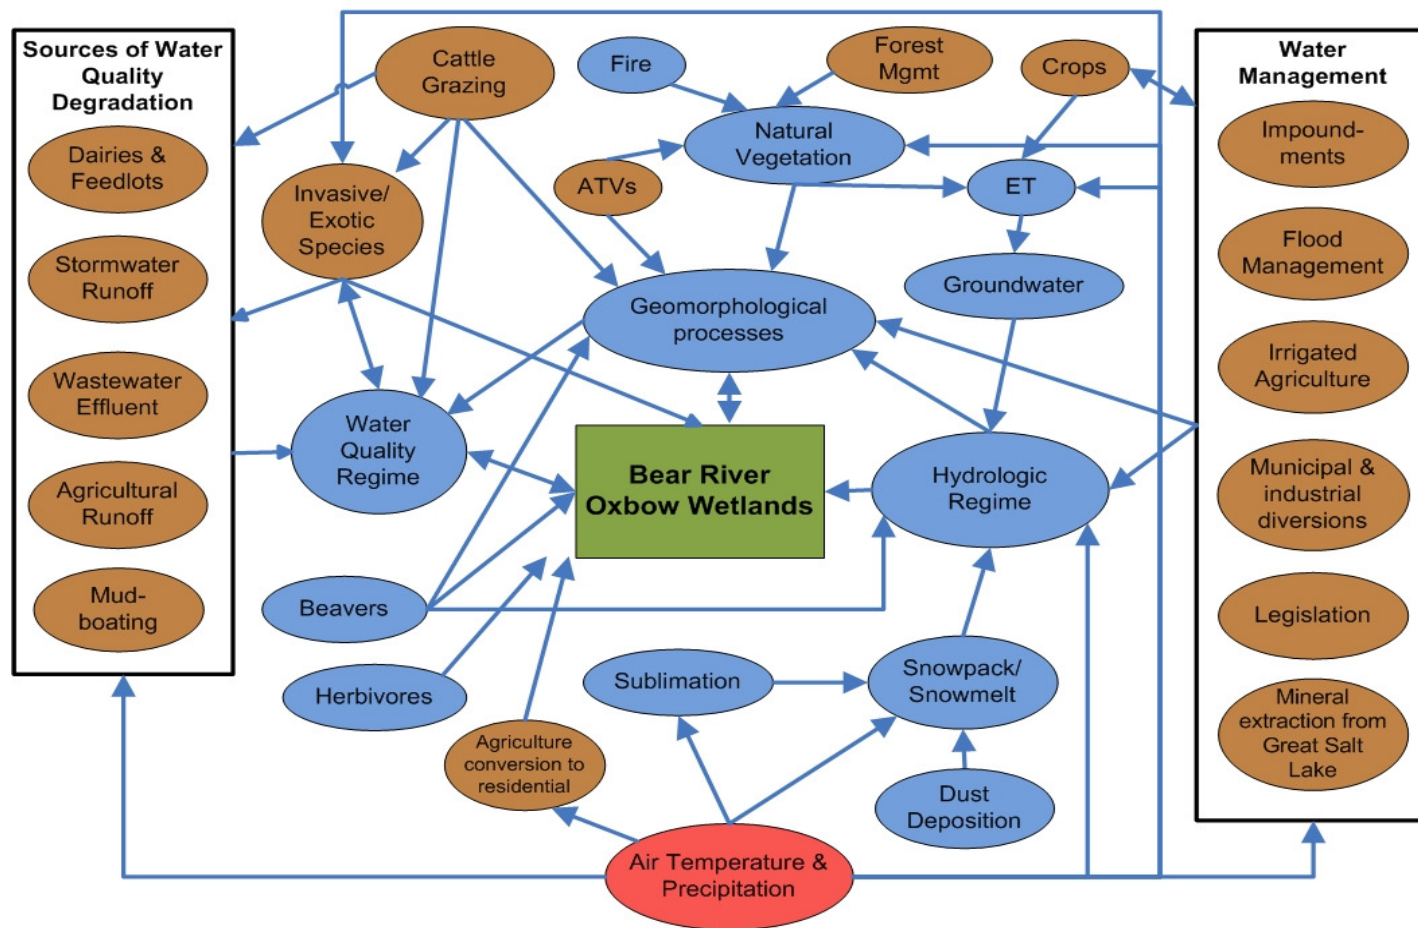 Sources of Water
Quality
Degradation
Dairies &
Feedlots
Stormwater
Runoff
Wastewater
Effluent
Agricultural
Runoff
Mud-
boating
Cattle
Grazing
Fire
Forest
Mgmt
Crops
Natural
Vegetation
ATVs
ET
Invasive/
Exotic
Species
Groundwater
Geomorphological
processes
Water
Quality
Regime
Bear River
Oxbow Wetlands
Hydrologic
Regime
Beavers
Herbivores
Sublimation
Snowpack/
Snowmelt
Agriculture
conversion to
residential
Dust
Deposition
Air Temperature &
Precipitation
Water
Management
Impound-
ments
Flood
Management
Irrigated
Agriculture
Municipal &
industrial
diversions
Legislation
Mineral
extraction from
Great Salt
Lake